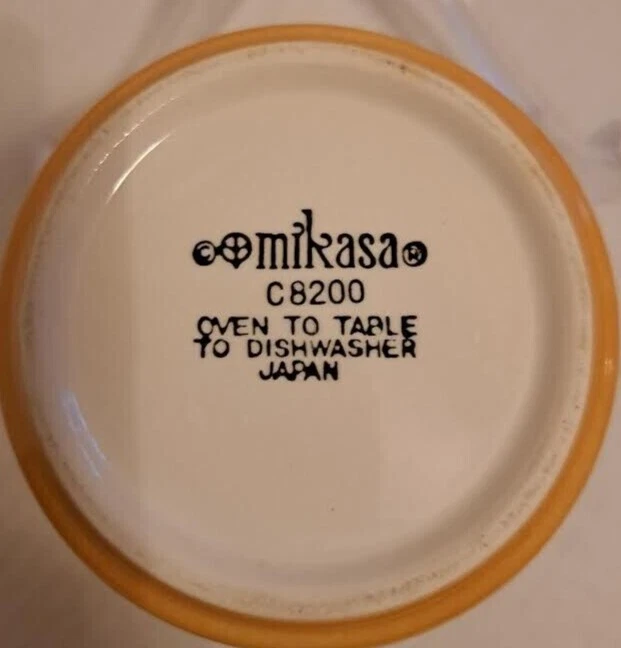 © mikasa ®
C8200
OVEN TO TABLE
TO DISHWASHER
JAPAN